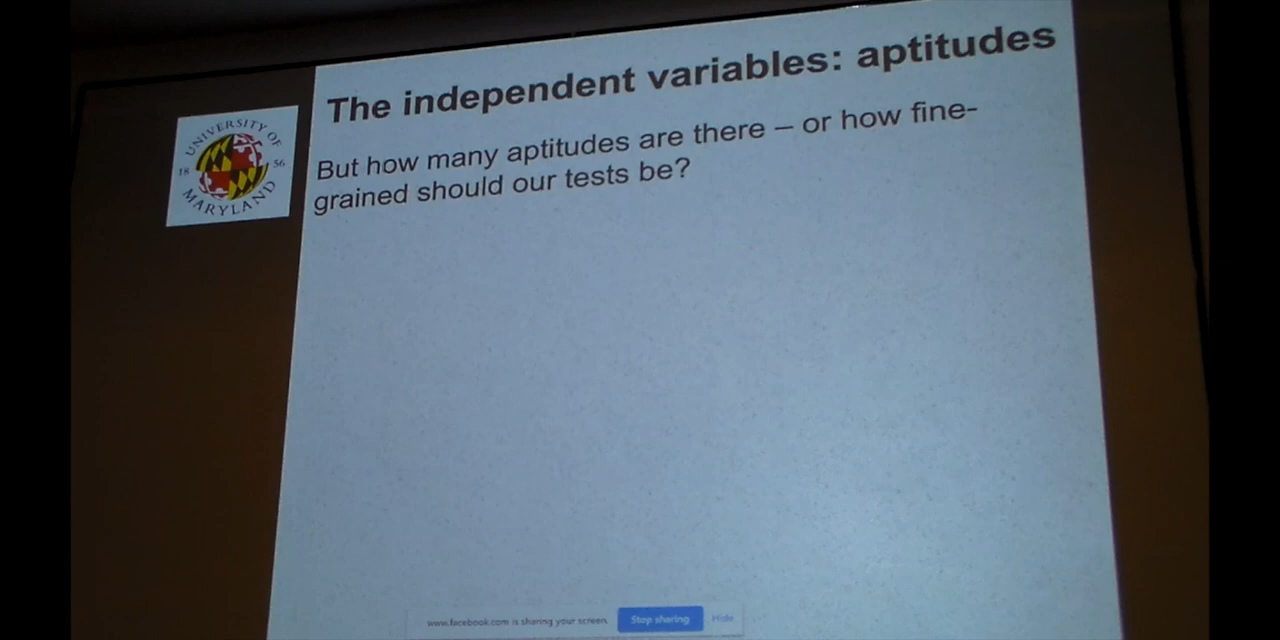 The independent variables: aptitudes
But how many aptitudes are there – or how fine-
grained should our tests be?
UNIVERSITY OF
18 56
MARYLAND
www.facebook.com is sharing your screen. Stop sharing Hide